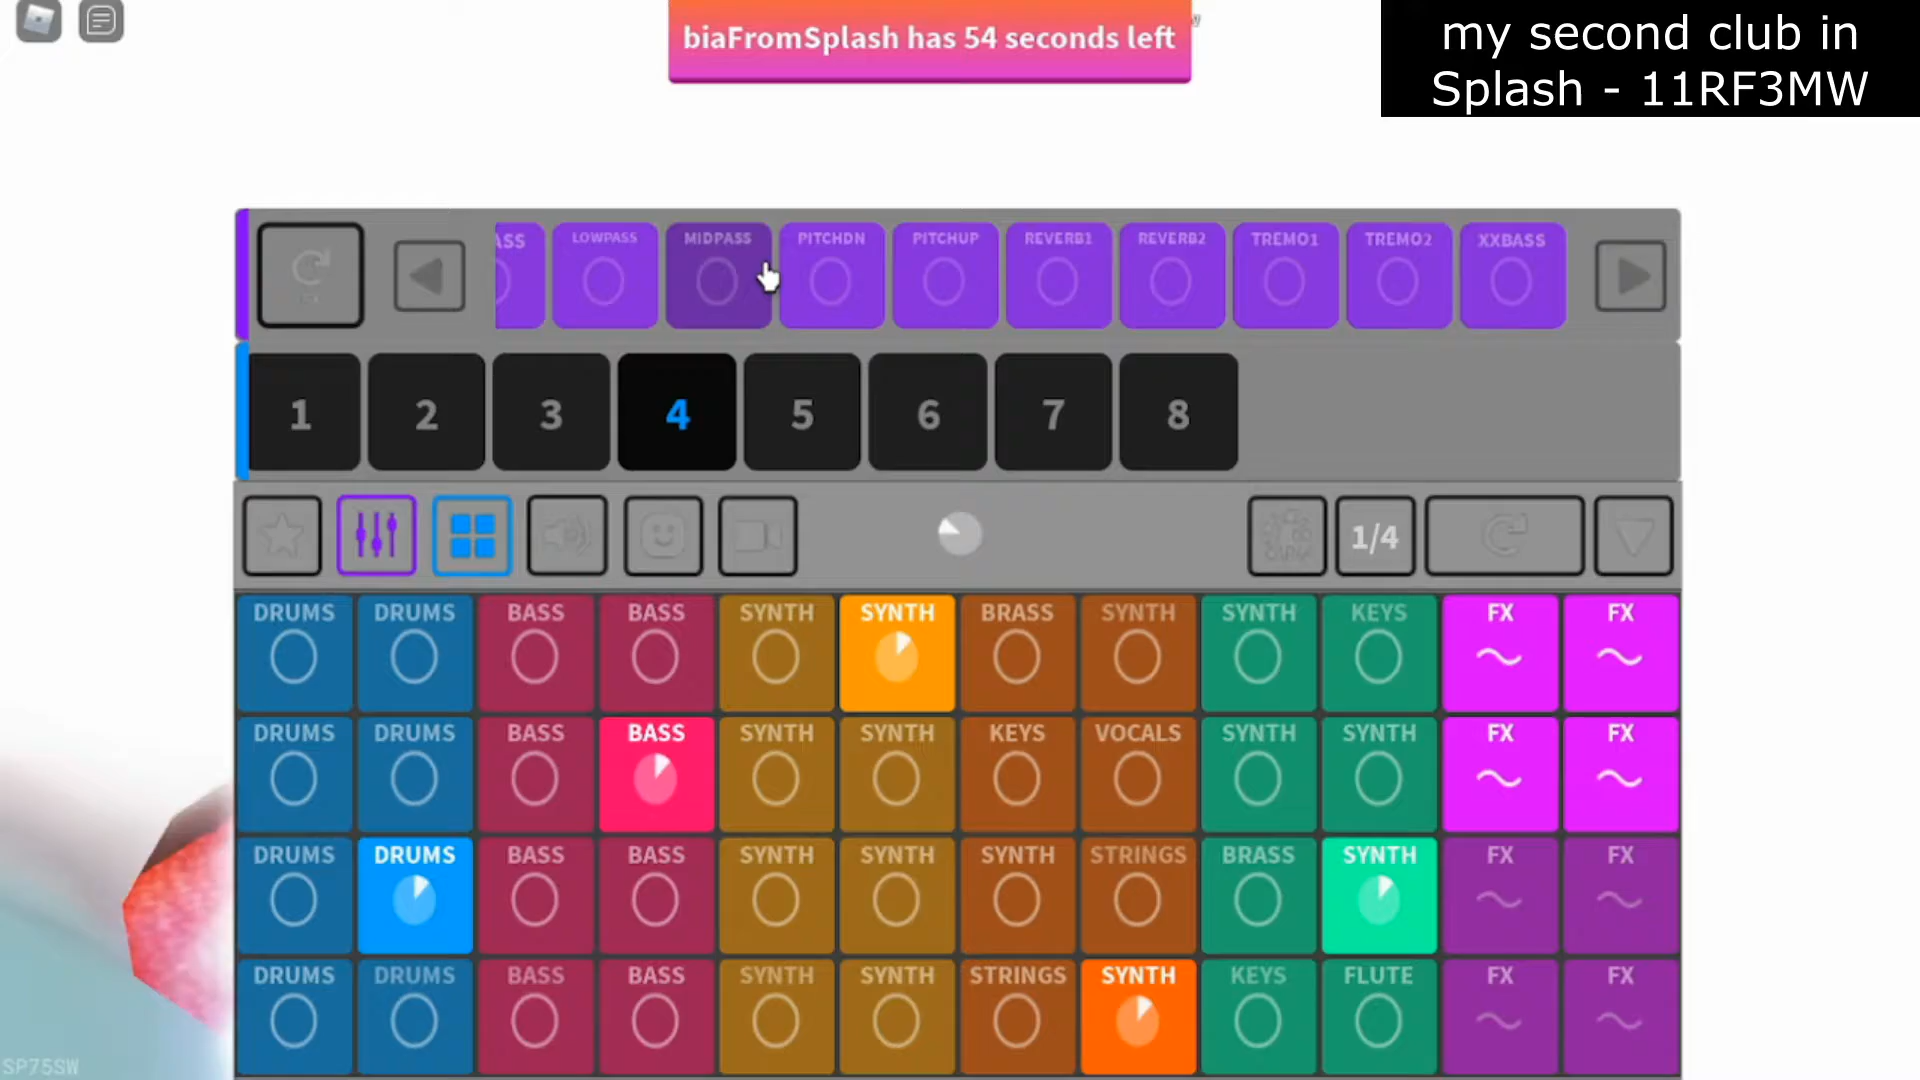 biaFromSplash has 54 seconds left
my second club in
Splash - 11RF3MW
ASS LOWPASS MIDPASS PITCHDN PITCHUP REVERB1 REVERB2 TREMO1 TREMO2 XXBASS
1 2 3 4 5 6 7 8
1/4
DRUMS DRUMS BASS BASS SYNTH SYNTH BRASS SYNTH SYNTH KEYS FX FX
DRUMS DRUMS BASS BASS SYNTH SYNTH KEYS VOCALS SYNTH SYNTH FX FX
DRUMS DRUMS BASS BASS SYNTH SYNTH SYNTH STRINGS BRASS SYNTH FX FX
DRUMS DRUMS BASS BASS SYNTH SYNTH STRINGS SYNTH KEYS FLUTE FX FX
SP75SW